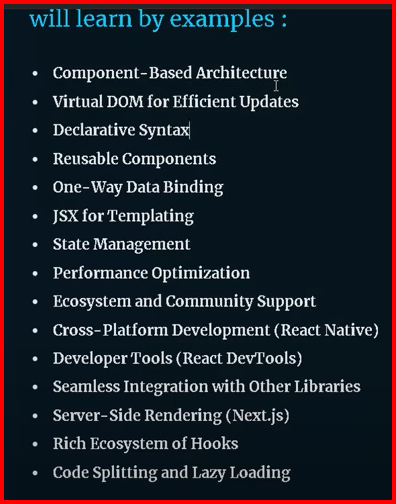 will learn by examples :
• Component-Based Architecture
• Virtual DOM for Efficient Updates
• Declarative Syntax
• Reusable Components
• One-Way Data Binding
• JSX for Templating
• State Management
• Performance Optimization
• Ecosystem and Community Support
• Cross-Platform Development (React Native)
• Developer Tools (React DevTools)
• Seamless Integration with Other Libraries
• Server-Side Rendering (Next.js)
• Rich Ecosystem of Hooks
• Code Splitting and Lazy Loading